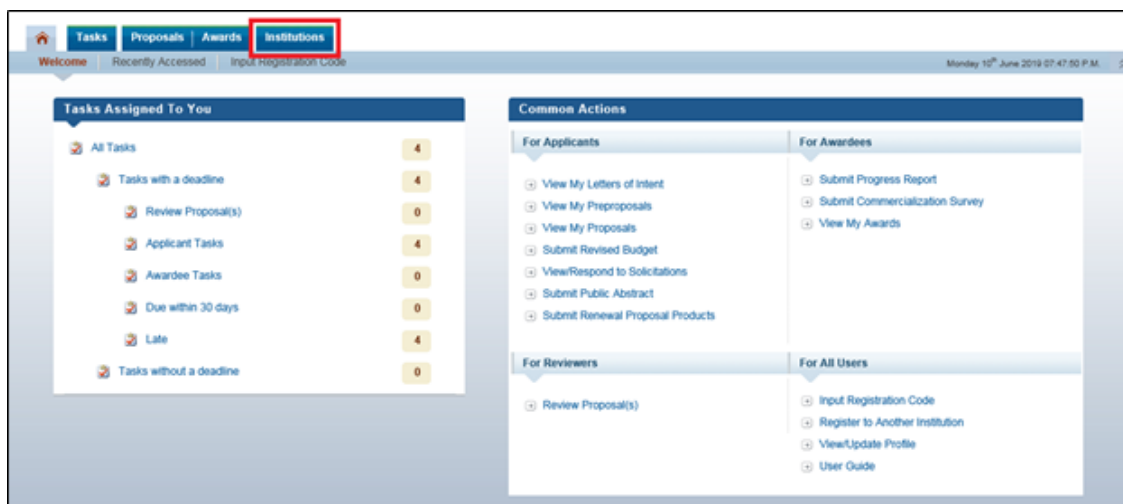 Tasks Proposals Awards Institutions
Welcome Recently Accessed Input Registration Code Monday 10th June 2019 07:47:50 P.M.
Tasks Assigned To You
All Tasks 4
Tasks with a deadline 4
Review Proposal(s) 0
Applicant Tasks 4
Awardee Tasks 0
Due within 30 days 0
Late 4
Tasks without a deadline 0
Common Actions
For Applicants
View My Letters of Intent
View My Preproposals
View My Proposals
Submit Revised Budget
View/Respond to Solicitations
Submit Public Abstract
Submit Renewal Proposal Products
For Awardees
Submit Progress Report
Submit Commercialization Survey
View My Awards
For Reviewers
Review Proposal(s)
For All Users
Input Registration Code
Register to Another Institution
View/Update Profile
User Guide